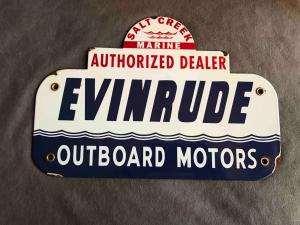 SALT CREEK
MARINE
AUTHORIZED DEALER
EVINRUDE
OUTBOARD MOTORS